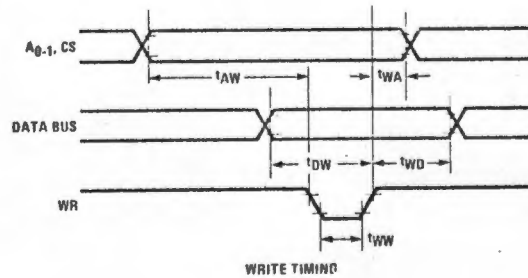 A0-1, CS
tAW
tWA
DATA BUS
tDW
tWD
WR
tWW
WRITE TIMING